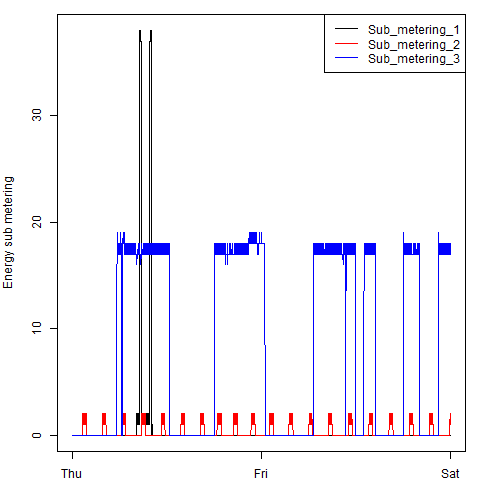 Sub_metering_1
Sub_metering_2
Sub_metering_3
Energy sub metering
30
20
10
0
Thu Fri Sat